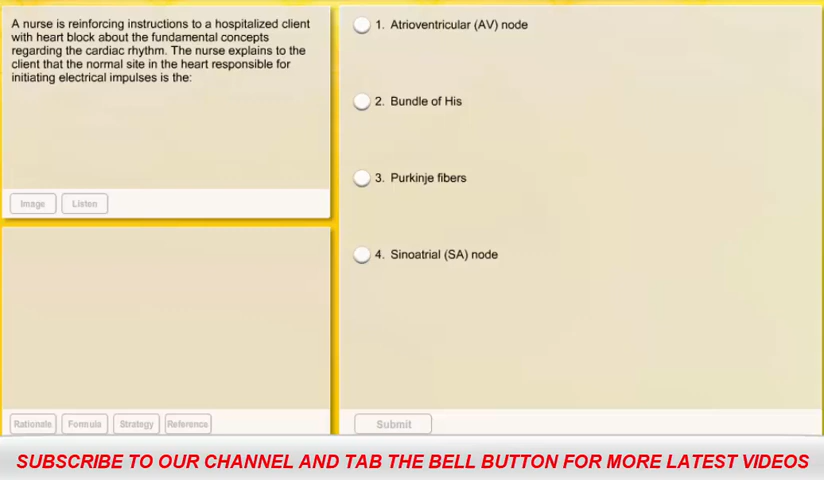 A nurse is reinforcing instructions to a hospitalized client
with heart block about the fundamental concepts
regarding the cardiac rhythm. The nurse explains to the
client that the normal site in the heart responsible for
initiating electrical impulses is the:
Image
Listen
Rationale
Formula
Strategy
Reference
1. Atrioventricular (AV) node
2. Bundle of His
3. Purkinje fibers
4. Sinoatrial (SA) node
Submit
SUBSCRIBE TO OUR CHANNEL AND TAB THE BELL BUTTON FOR MORE LATEST VIDEOS